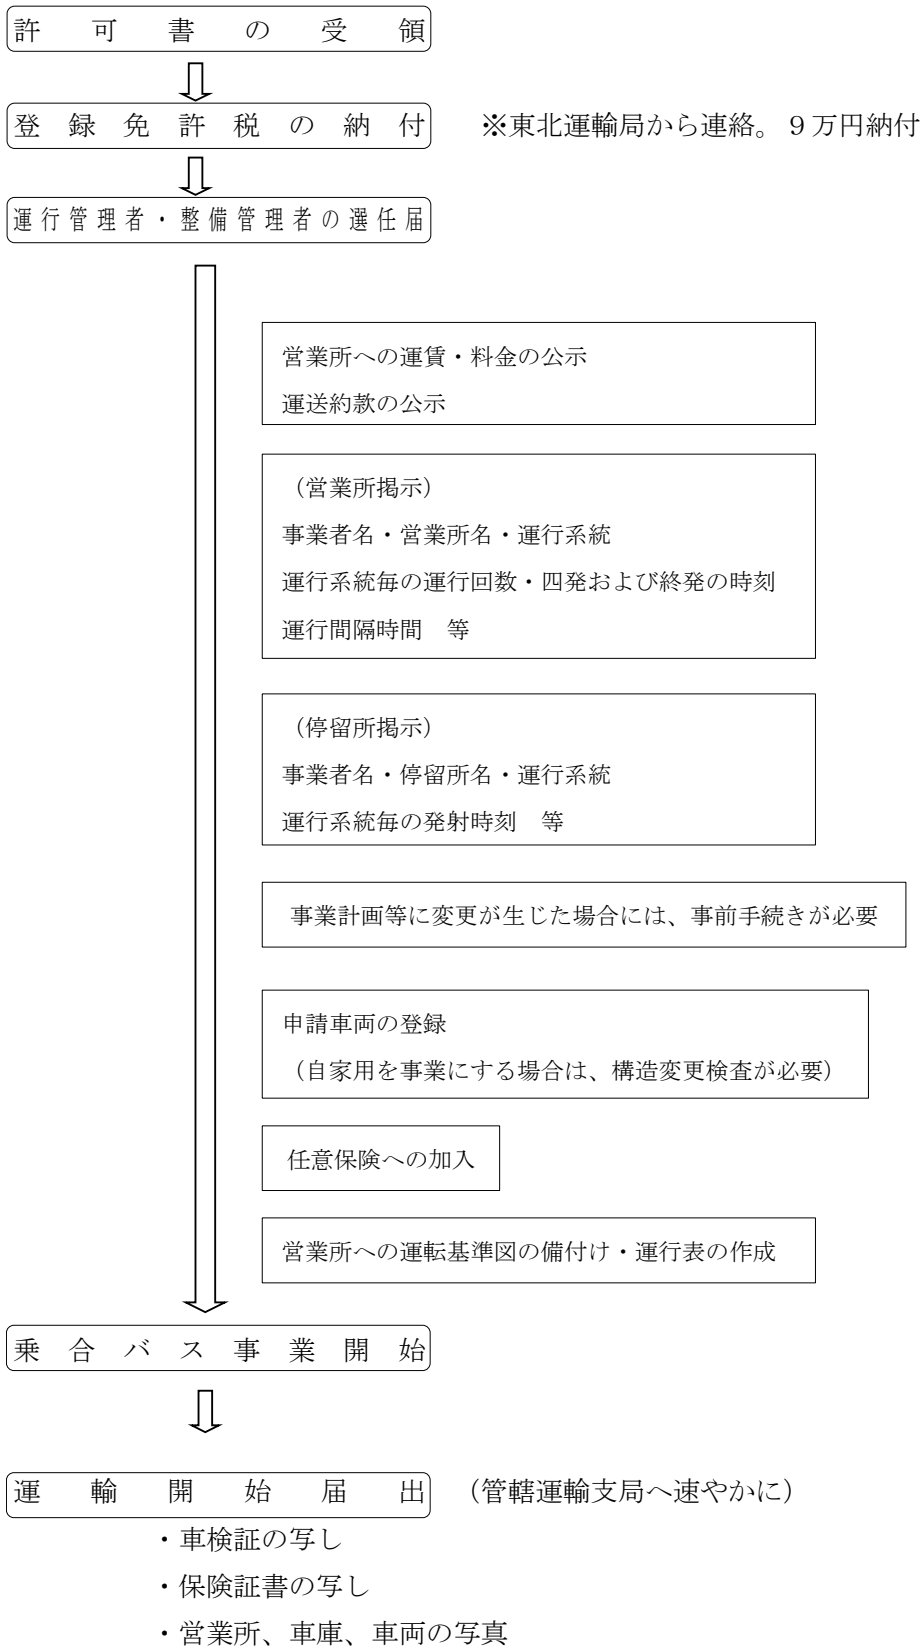 許可書の受領
登録免許税の納付 ※東北運輸局から連絡。９万円納付
運行管理者・整備管理者の選任届
営業所への運賃・料金の公示
運送約款の公示
（営業所掲示）
事業者名・営業所名・運行系統
運行系統毎の運行回数・四発および終発の時刻
運行間隔時間　等
（停留所掲示）
事業者名・停留所名・運行系統
運行系統毎の発射時刻　等
事業計画等に変更が生じた場合には、事前手続きが必要
申請車両の登録
（自家用を事業にする場合は、構造変更検査が必要）
任意保険への加入
営業所への運転基準図の備付け・運行表の作成
乗合バス事業開始
運輸開始届出 （管轄運輸支局へ速やかに）
・車検証の写し
・保険証書の写し
・営業所、車庫、車両の写真